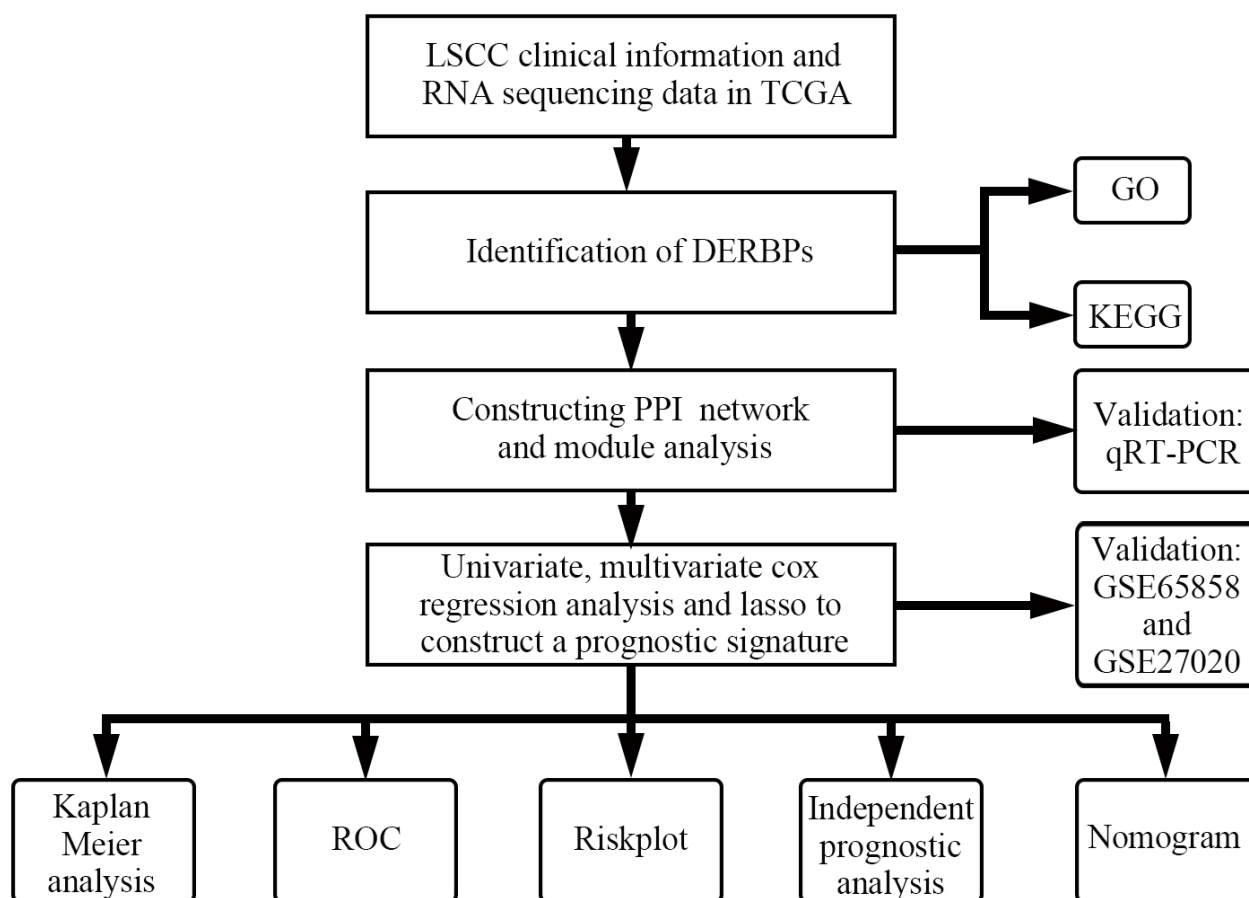 LSCC clinical information and
RNA sequencing data in TCGA
Identification of DERBPs
GO
KEGG
Constructing PPI network
and module analysis
Validation:
qRT-PCR
Univariate, multivariate cox
regression analysis and lasso to
construct a prognostic signature
Validation:
GSE65858
and
GSE27020
Kaplan
Meier
analysis
ROC
Riskplot
Independent
prognostic
analysis
Nomogram